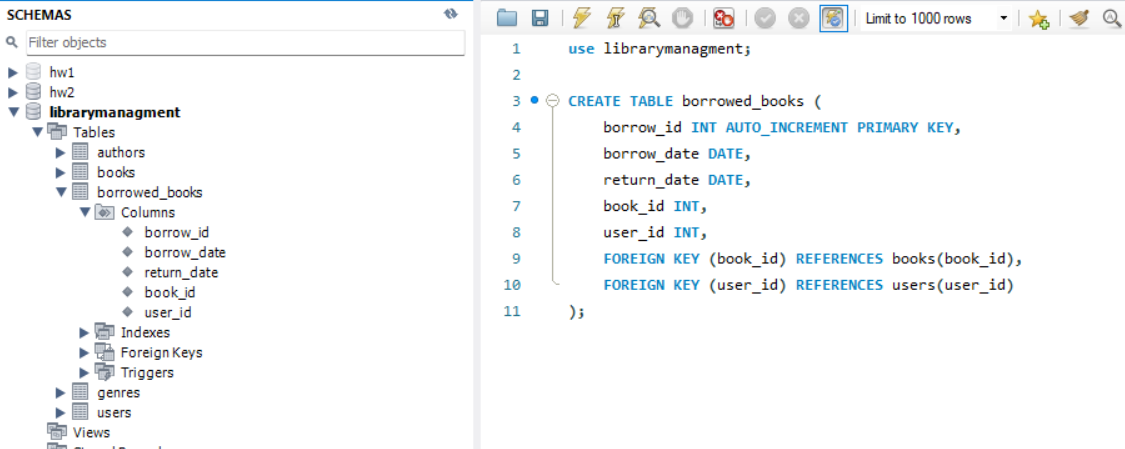 SCHEMAS
Filter objects
hw1
hw2
librarymanagment
Tables
authors
books
borrowed_books
Columns
borrow_id
borrow_date
return_date
book_id
user_id
Indexes
Foreign Keys
Triggers
genres
users
Views
Limit to 1000 rows
1 use librarymanagment;
2
3 CREATE TABLE borrowed_books (
4 borrow_id INT AUTO_INCREMENT PRIMARY KEY,
5 borrow_date DATE,
6 return_date DATE,
7 book_id INT,
8 user_id INT,
9 FOREIGN KEY (book_id) REFERENCES books(book_id),
10 FOREIGN KEY (user_id) REFERENCES users(user_id)
11 );